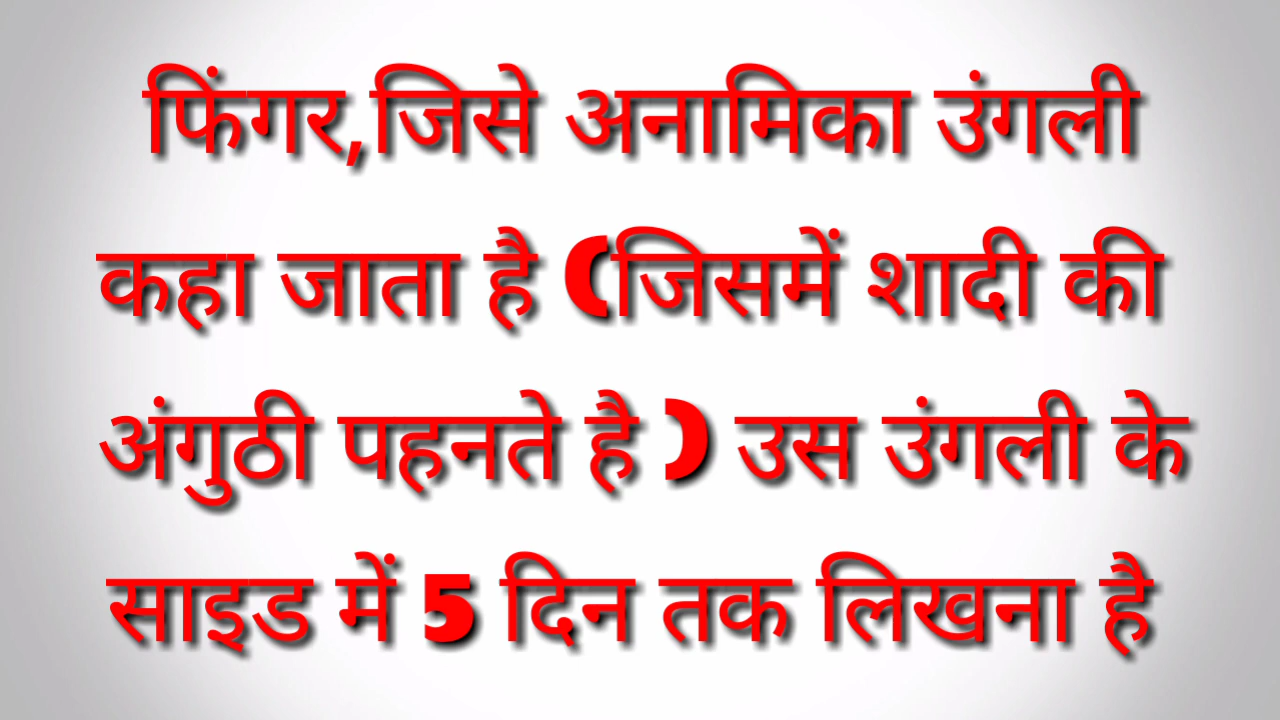 फिंगर,जिसे अनामिका उंगली
कहा जाता है (जिसमें शादी की
अंगुठी पहनते है ) उस उंगली के
साइड में 5 दिन तक लिखना है